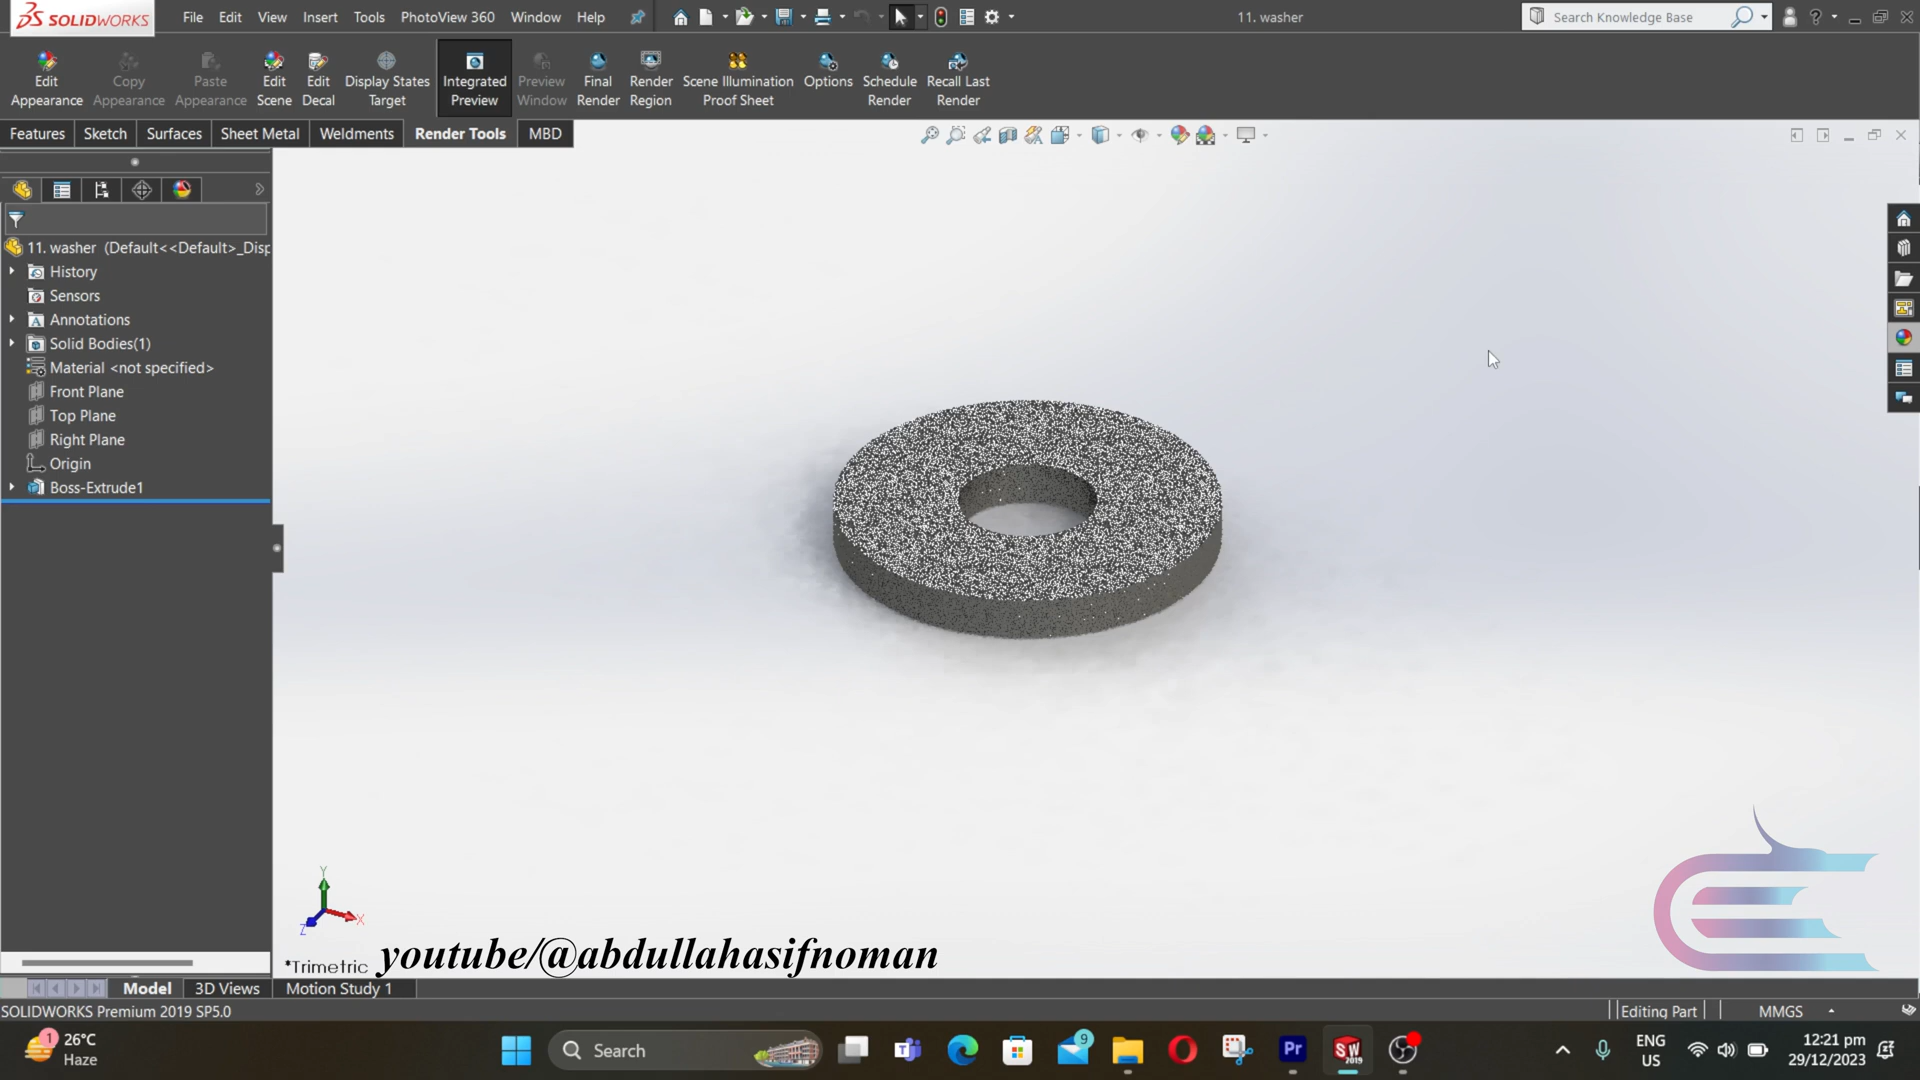 SOLIDWORKS
File Edit View Insert Tools PhotoView 360 Window Help
11. washer
Search Knowledge Base
Edit Appearance
Copy Appearance
Paste Appearance
Edit Scene
Edit Decal
Display States Target
Integrated Preview
Preview Window
Final Render
Render Region
Scene Illumination Proof Sheet
Options
Schedule Render
Recall Last Render
Features Sketch Surfaces Sheet Metal Weldments Render Tools MBD
11. washer (Default<<Default>_Disp
History
Sensors
Annotations
Solid Bodies(1)
Material <not specified>
Front Plane
Top Plane
Right Plane
Origin
Boss-Extrude1
Y
X
Z
*Trimetric
youtube/@abdullahasifnoman
Model 3D Views Motion Study 1
SOLIDWORKS Premium 2019 SP5.0
Editing Part
MMGS
1
26°C
Haze
Search
9
Pr
SW
2019
ENG
US
12:21 pm
29/12/2023